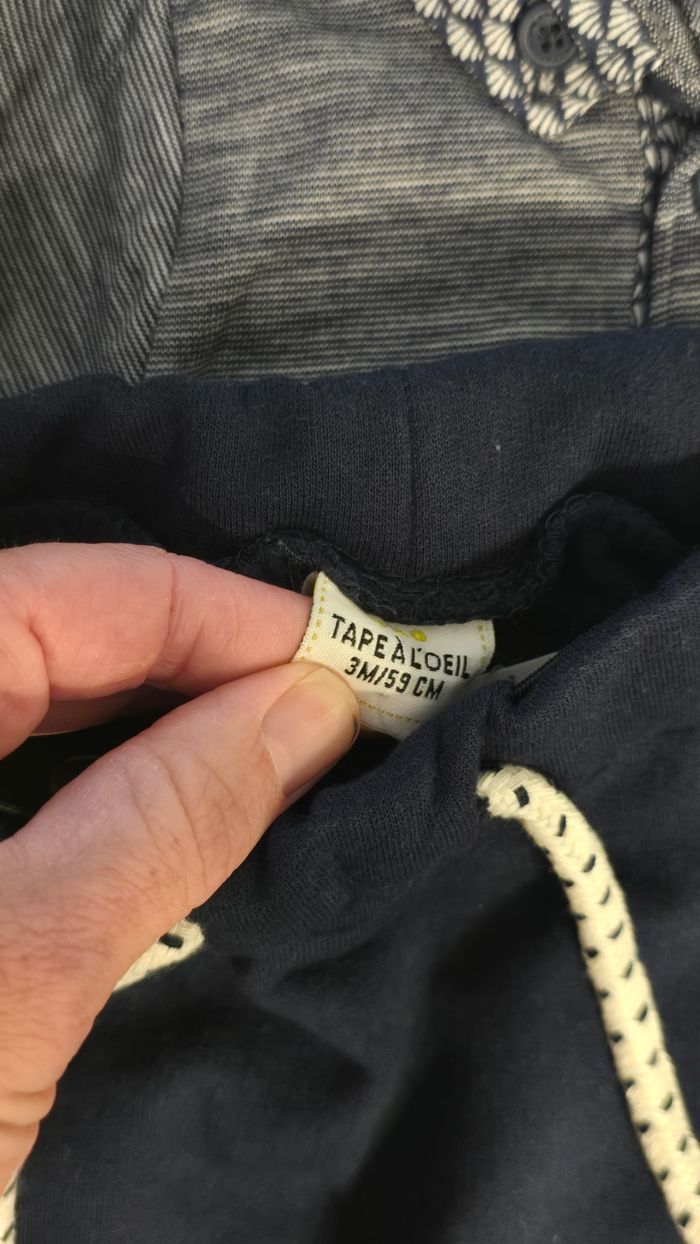 TAPE À L'OEIL
3M/59 CM